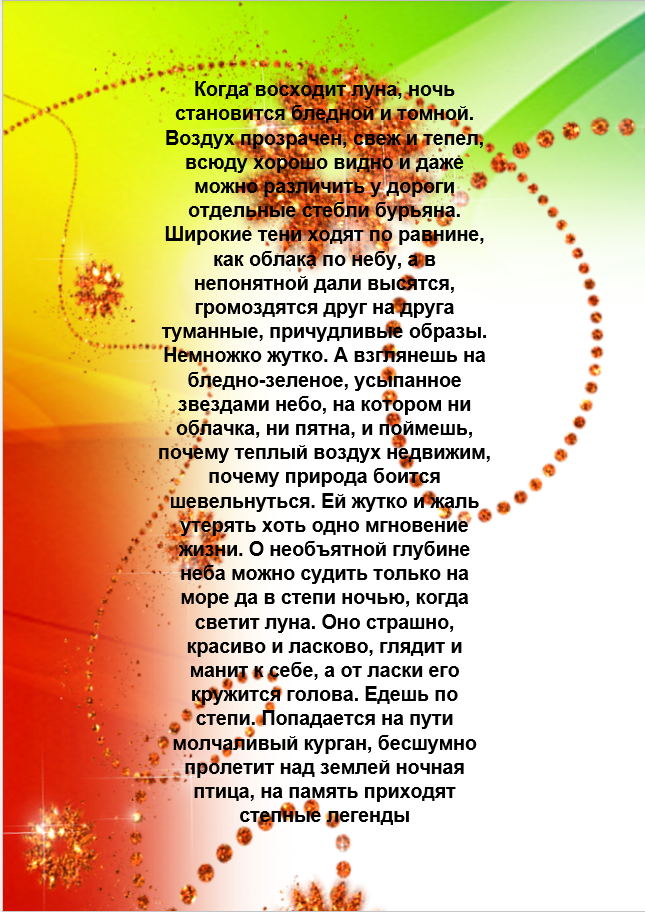 Когда восходит луна, ночь
становится бледной и томной.
Воздух прозрачен, свеж и тепел,
всюду хорошо видно и даже
можно различить у дороги
отдельные стебли бурьяна.
Широкие тени ходят по равнине,
как облака по небу, а в
непонятной дали высятся,
громоздятся друг на друга
туманные, причудливые образы.
Немножко жутко. А взглянешь на
бледно-зеленое, усыпанное
звездами небо, на котором ни
облачка, ни пятна, и поймешь,
почему теплый воздух недвижим,
почему природа боится
шевельнуться. Ей жутко и жаль
утерять хоть одно мгновение
жизни. О необъятной глубине
неба можно судить только на
море да в степи ночью, когда
светит луна. Оно страшно,
красиво и ласково, глядит и
манит к себе, а от ласки его
кружится голова. Едешь по
степи. Попадается на пути
молчаливый курган, бесшумно
пролетит над землей ночная
птица, на память приходят
степные легенды